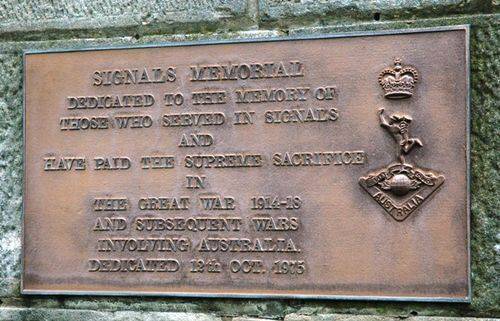 SIGNALS MEMORIAL
DEDICATED TO THE MEMORY OF
THOSE WHO SERVED IN SIGNALS
AND
HAVE PAID THE SUPREME SACRIFICE
IN
THE GREAT WAR 1914-18
AND SUBSEQUENT WARS
INVOLVING AUSTRALIA.
DEDICATED 12th OCT. 1975
AUSTRALIA